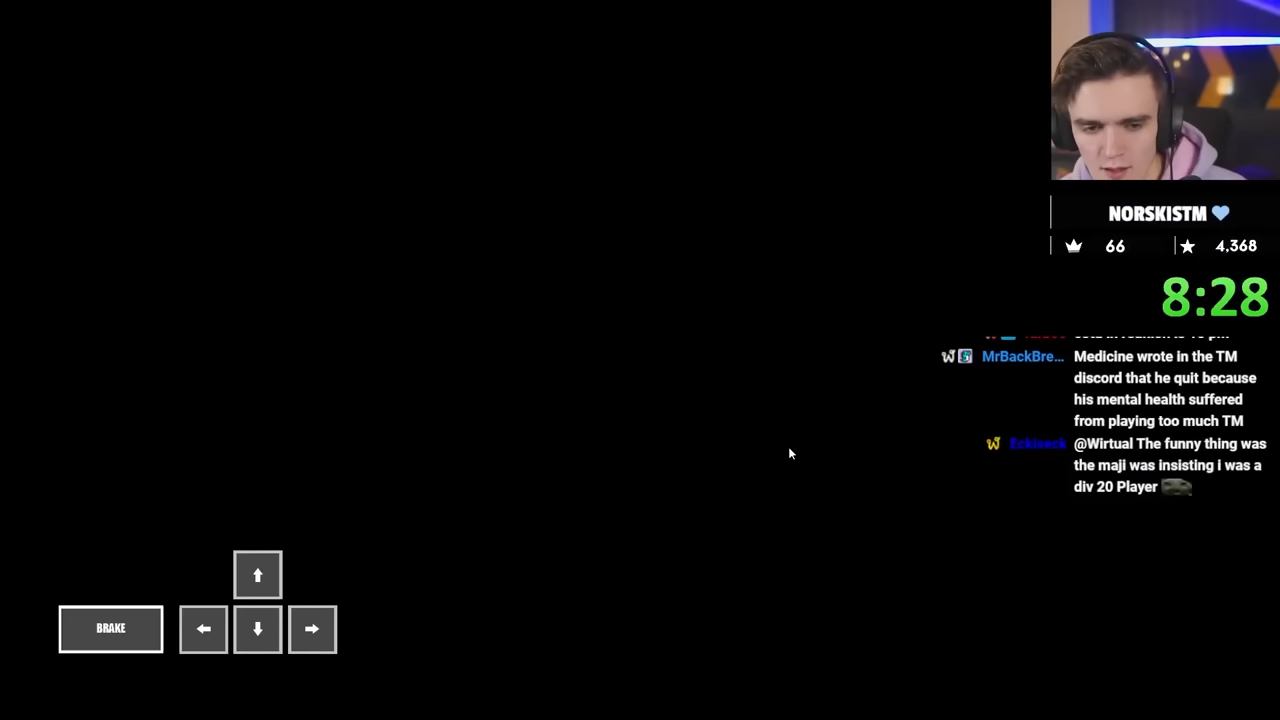 NORSKISTM
66 4,368
8:28
MrBackBre... Medicine wrote in the TM
discord that he quit because
his mental health suffered
from playing too much TM
Eckiseck @Wirtual The funny thing was
the maji was insisting i was a
div 20 Player
BRAKE